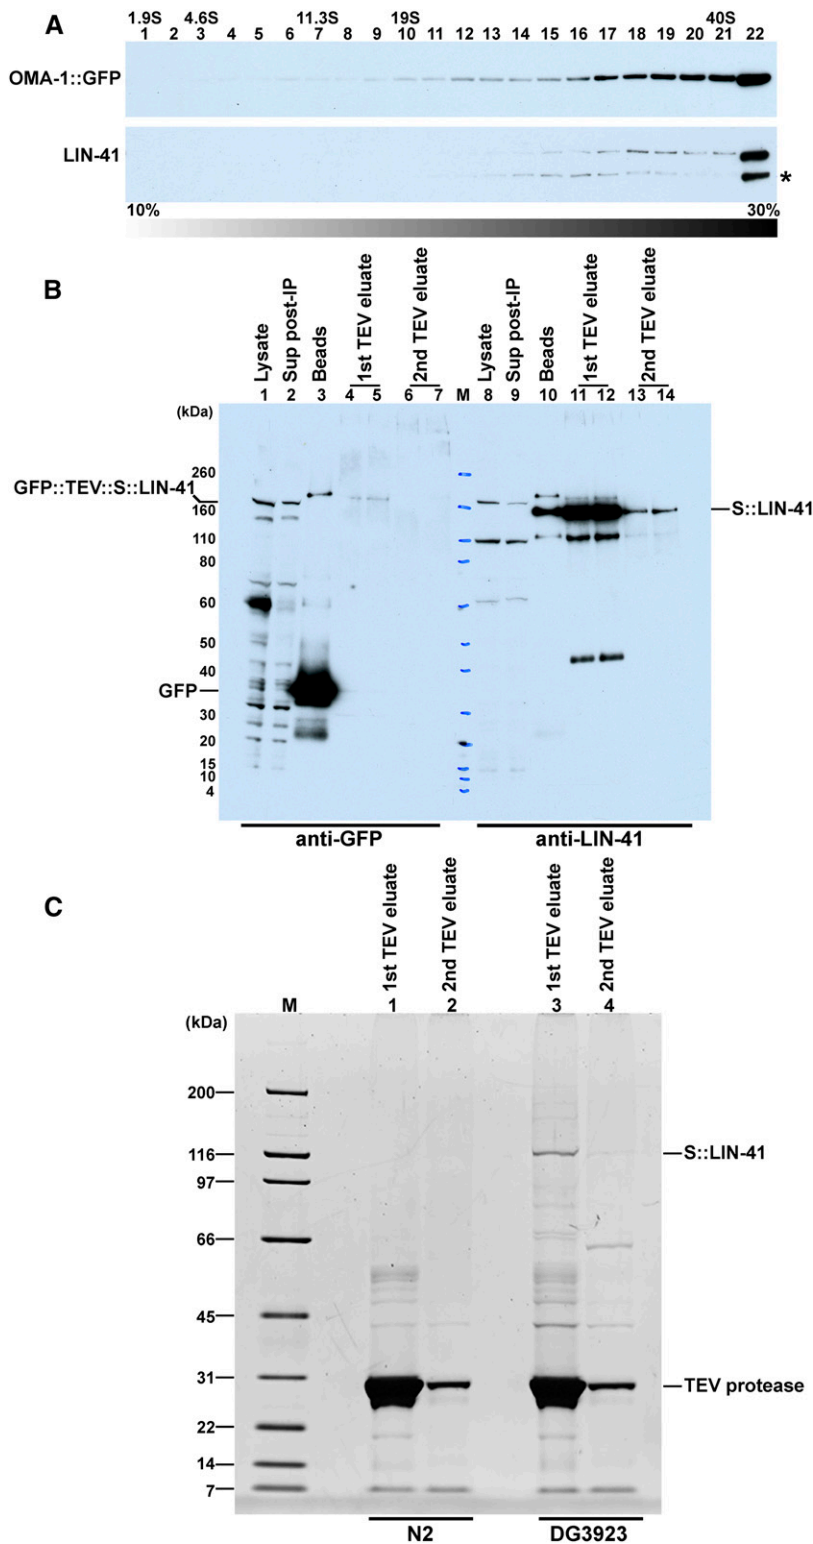 A
1.9S 4.6S 11.3S 19S 40S
1 2 3 4 5 6 7 8 9 10 11 12 13 14 15 16 17 18 19 20 21 22
OMA-1::GFP
LIN-41
*
10% 30%
B
Lysate
Sup post-IP
Beads
1st TEV eluate
2nd TEV eluate
Lysate
Sup post-IP
Beads
1st TEV eluate
2nd TEV eluate
1 2 3 4 5 6 7 M 8 9 10 11 12 13 14
(kDa)
260
GFP::TEV::S::LIN-41
160
S::LIN-41
110
80
60
50
40
GFP
30
20
15
10
4
anti-GFP anti-LIN-41
C
1st TEV eluate
2nd TEV eluate
1st TEV eluate
2nd TEV eluate
M 1 2 3 4
(kDa)
200
116
S::LIN-41
97
66
45
31
TEV protease
22
14
7
N2 DG3923